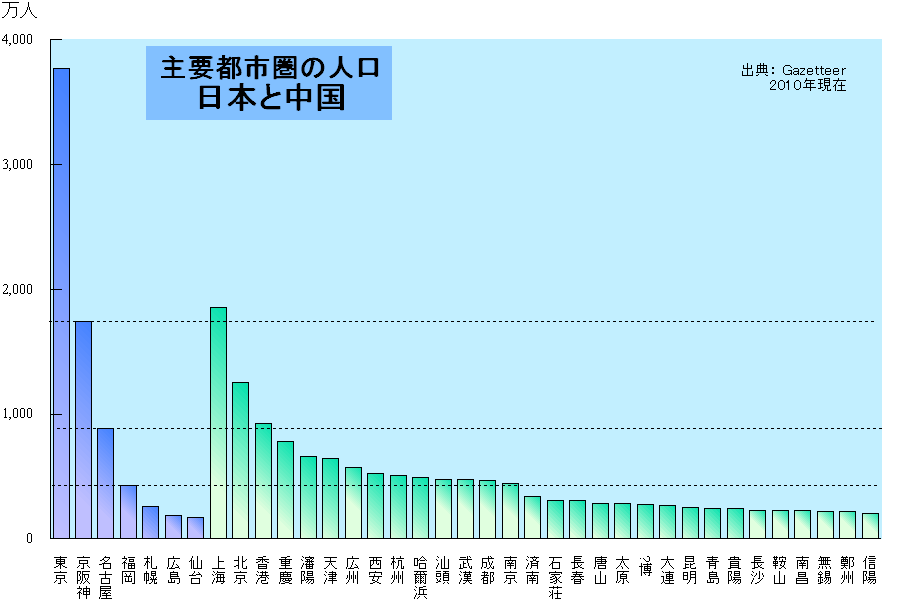 万人
4,000
3,000
2,000
1,000
0
主要都市圏の人口
日本と中国
出典： Gazetteer
2010年現在
東京
京阪神
名古屋
福岡
札幌
広島
仙台
上海
北京
香港
重慶
瀋陽
天津
広州
西安
杭州
哈爾浜
汕頭
武漢
成都
南京
済南
石家荘
長春
唐山
太原
博
大連
昆明
青島
貴陽
長沙
鞍山
南昌
無錫
鄭州
信陽